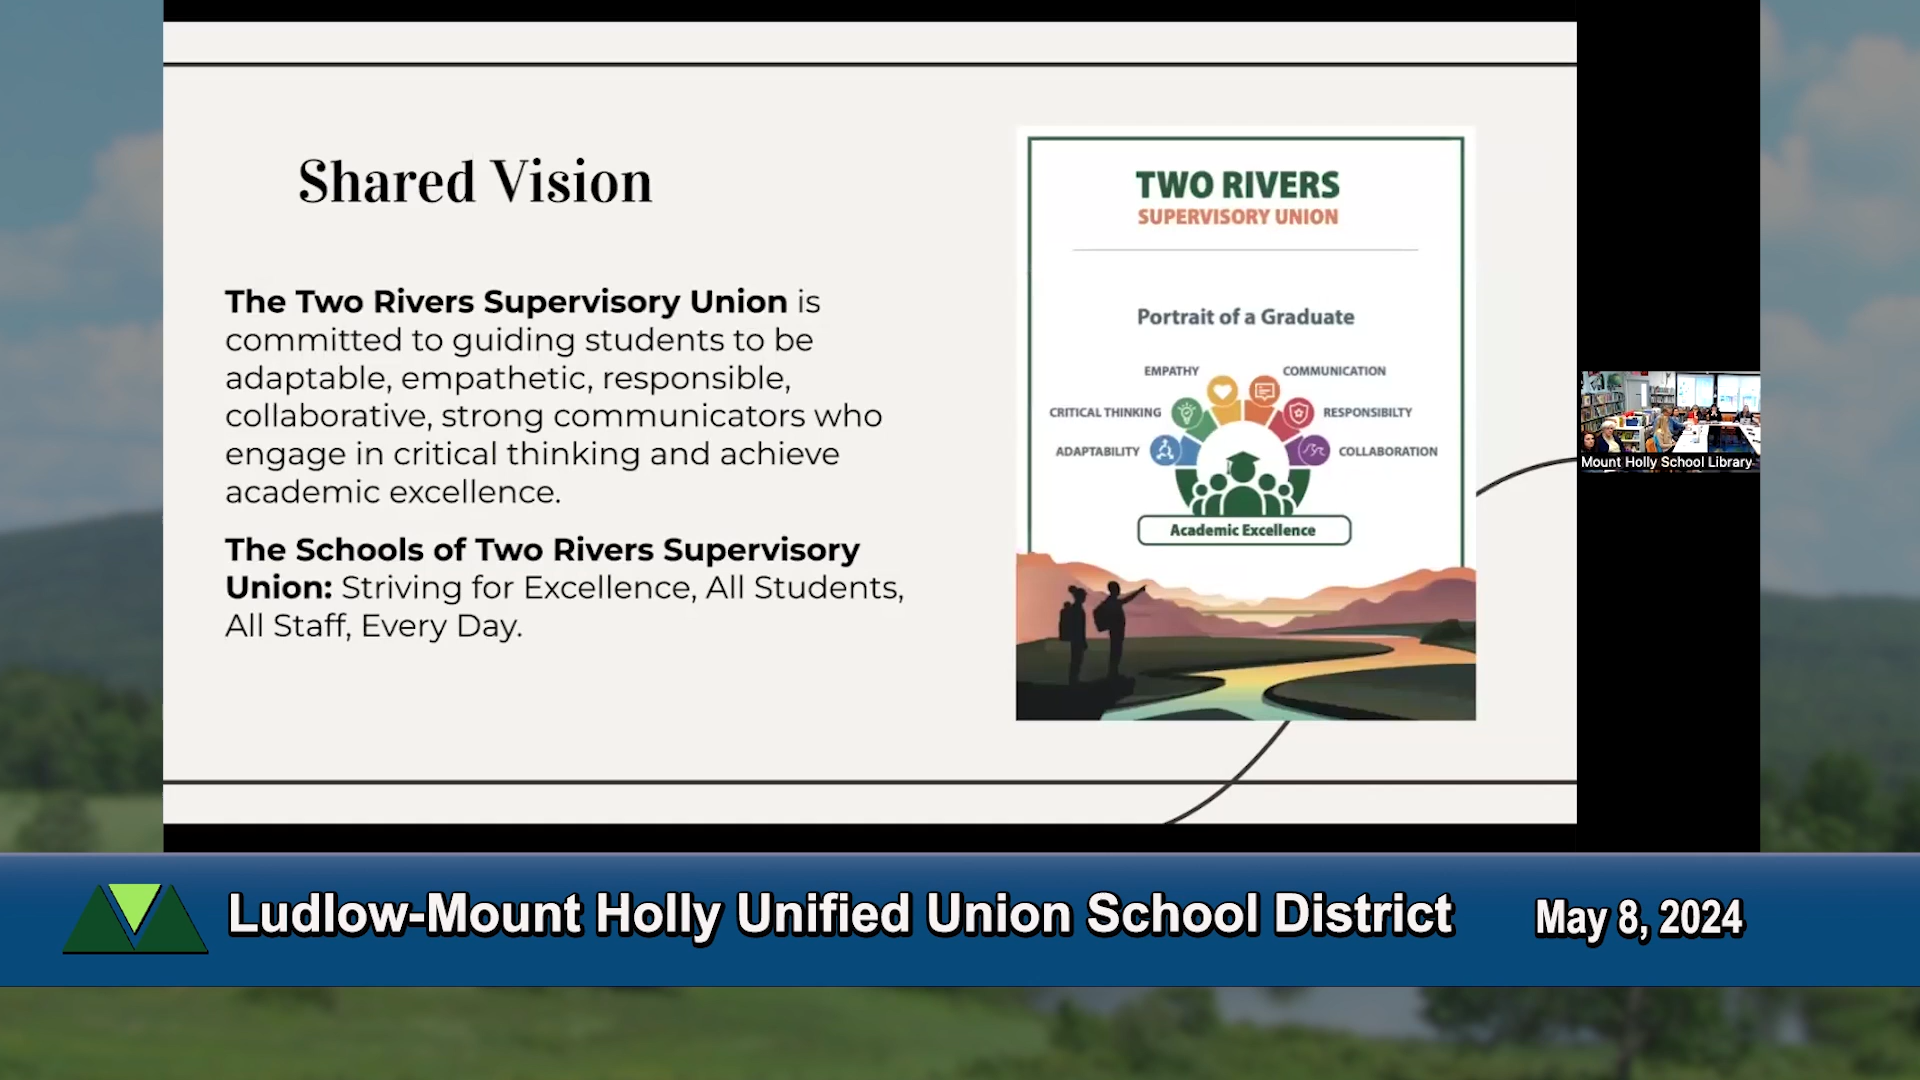 Shared Vision
The Two Rivers Supervisory Union is
committed to guiding students to be
adaptable, empathetic, responsible,
collaborative, strong communicators who
engage in critical thinking and achieve
academic excellence.
The Schools of Two Rivers Supervisory
Union: Striving for Excellence, All Students,
All Staff, Every Day.
TWO RIVERS
SUPERVISORY UNION
Portrait of a Graduate
EMPATHY
COMMUNICATION
CRITICAL THINKING
RESPONSIBILTY
ADAPTABILITY
COLLABORATION
Academic Excellence
Mount Holly School Library
Ludlow-Mount Holly Unified Union School District
May 8, 2024